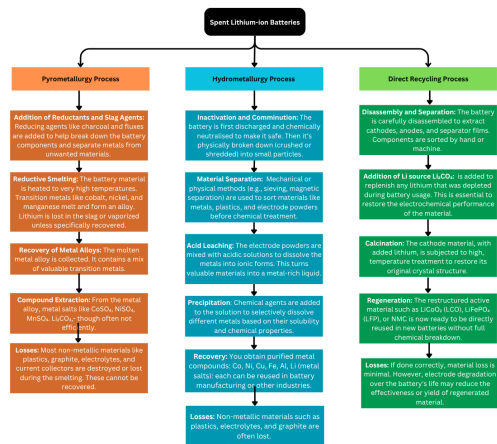 Spent Lithium-ion Batteries
Pyrometallurgy Process
Addition of Reductants and Slag Agents:
Reducing agents like charcoal and fluxes
are added to help break down the battery
components and separate metals from
unwanted materials.
Reductive Smelting: The battery material
is heated to very high temperatures.
Transition metals like cobalt, nickel, and
manganese melt and form an alloy.
Lithium is lost in the slag or vaporized
unless specifically recovered.
Recovery of Metal Alloys: The molten
metal alloy is collected. It contains a mix
of valuable transition metals.
Compound Extraction: From the metal
alloy, metal salts like CoSO₄, NiSO₄,
MnSO₄, Li₂CO₃,- though often not
efficiently.
Losses: Most non-metallic materials like
plastics, graphite, electrolytes, and
current collectors are destroyed or lost
during the smelting. These cannot be
recovered.
Hydrometallurgy Process
Inactivation and Comminution: The
battery is first discharged and chemically
neutralised to make it safe. Then it's
physically broken down (crushed or
shredded) into small particles.
Material Separation: Mechanical or
physical methods (e.g., sieving, magnetic
separation) are used to sort materials like
metals, plastics, and electrode powders
before chemical treatment.
Acid Leaching: The electrode powders are
mixed with acidic solutions to dissolve the
metals into ionic forms. This turns
valuable materials into a metal-rich liquid.
Precipitation: Chemical agents are added
to the solution to selectively dissolve
different metals based on their solubility
and chemical properties.
Recovery: You obtain purified metal
compounds: Co, Ni, Cu, Fe, Al, Li (metal
salts): each can be reused in battery
manufacturing or other industries.
Losses: Non-metallic materials such as
plastics, electrolytes, and graphite are
often lost.
Direct Recycling Process
Disassembly and Separation: The battery
is carefully disassembled to extract
cathodes, anodes, and separator films.
Components are sorted by hand or
machine.
Addition of Li source Li₂CO₃: is added to
replenish any lithium that was depleted
during battery usage. This is essential to
restore the electrochemical performance
of the material.
Calcination: The cathode material, with
added lithium, is subjected to high,
temperature treatment to restore its
original crystal structure.
Regeneration: The restructured active
material such as LiCoO₂ (LCO), LiFePO₄
(LFP), or NMC is now ready to be directly
reused in new batteries without full
chemical breakdown.
Losses: If done correctly, material loss is
minimal. However, electrode degradation
over the battery's life may reduce the
effectiveness or yield of regenerated
material.